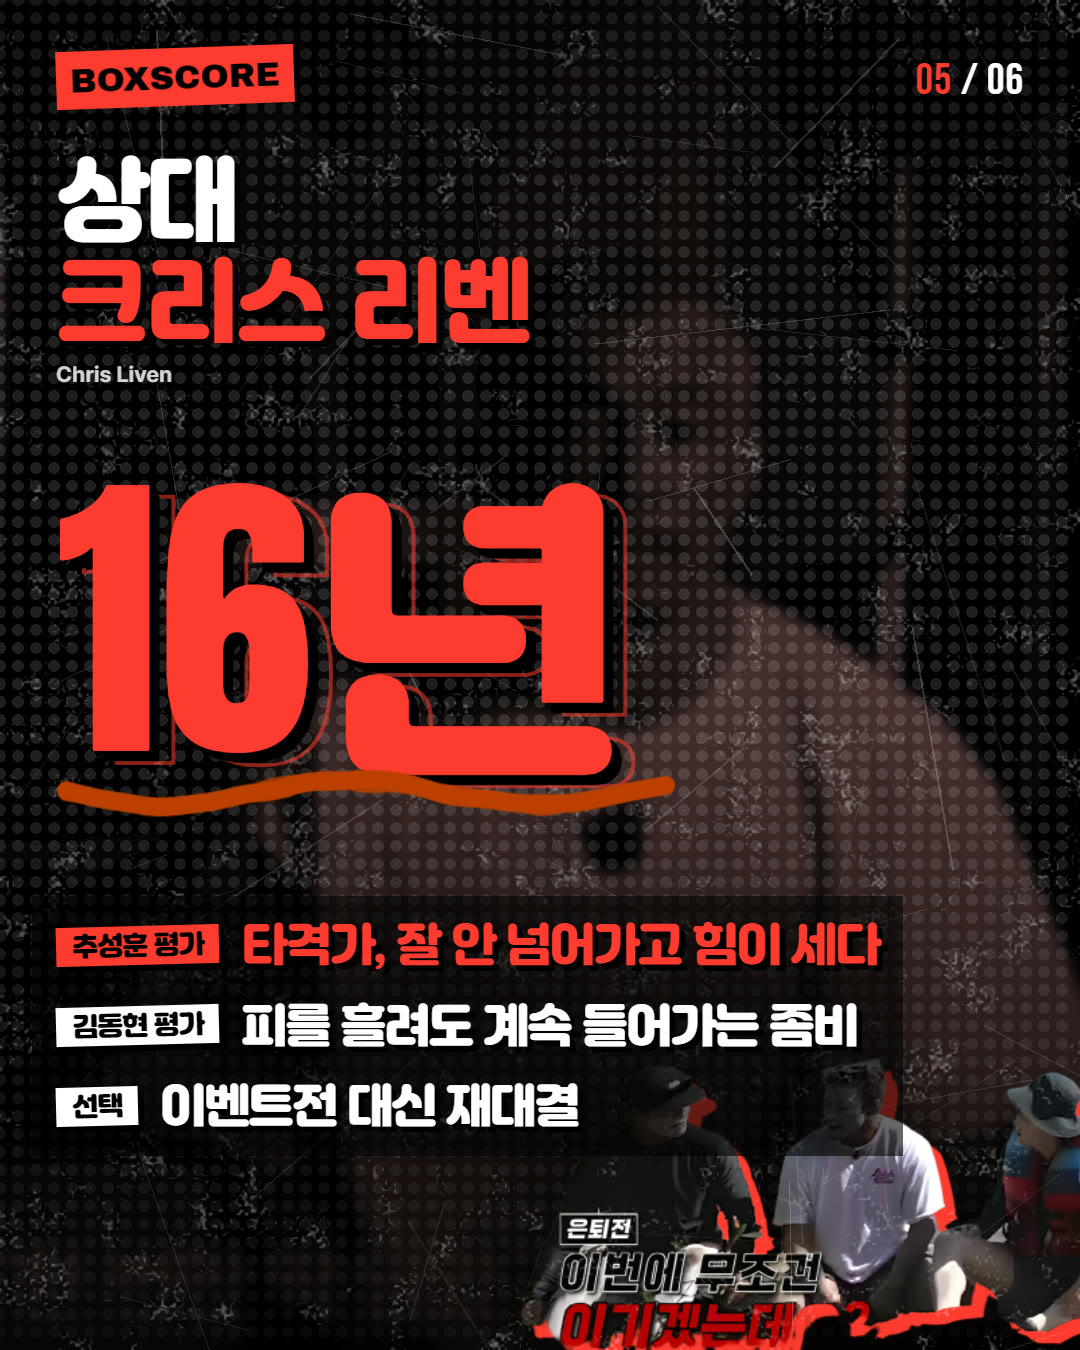 BOXSCORE
05 / 06
상대
크리스 리벤
Chris Liven
16년
추성훈 평가 타격가, 잘 안 넘어가고 힘이 세다
김동현 평가 피를 흘려도 계속 들어가는 좀비
선택 이벤트전 대신 재대결
은퇴전
이번에 무조건
이기겠는데